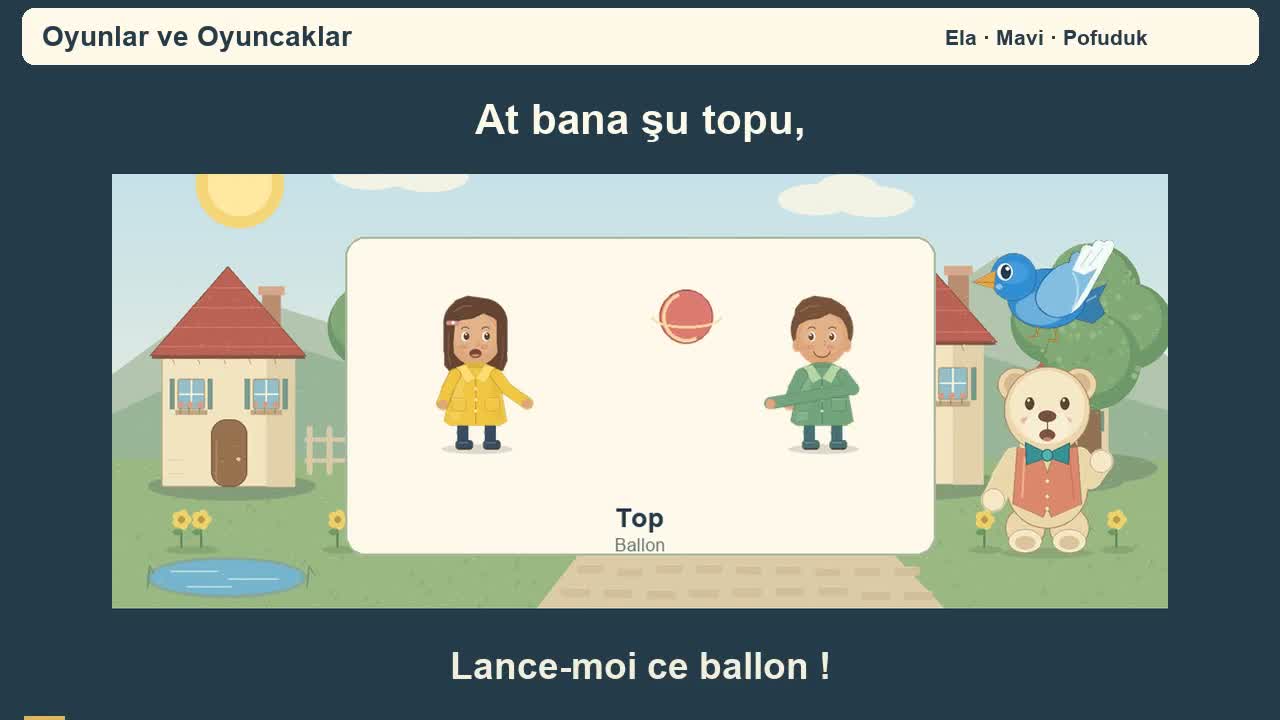 Oyunlar ve Oyuncaklar
Ela · Mavi · Pofuduk
At bana şu topu,
Top
Ballon
Lance-moi ce ballon !